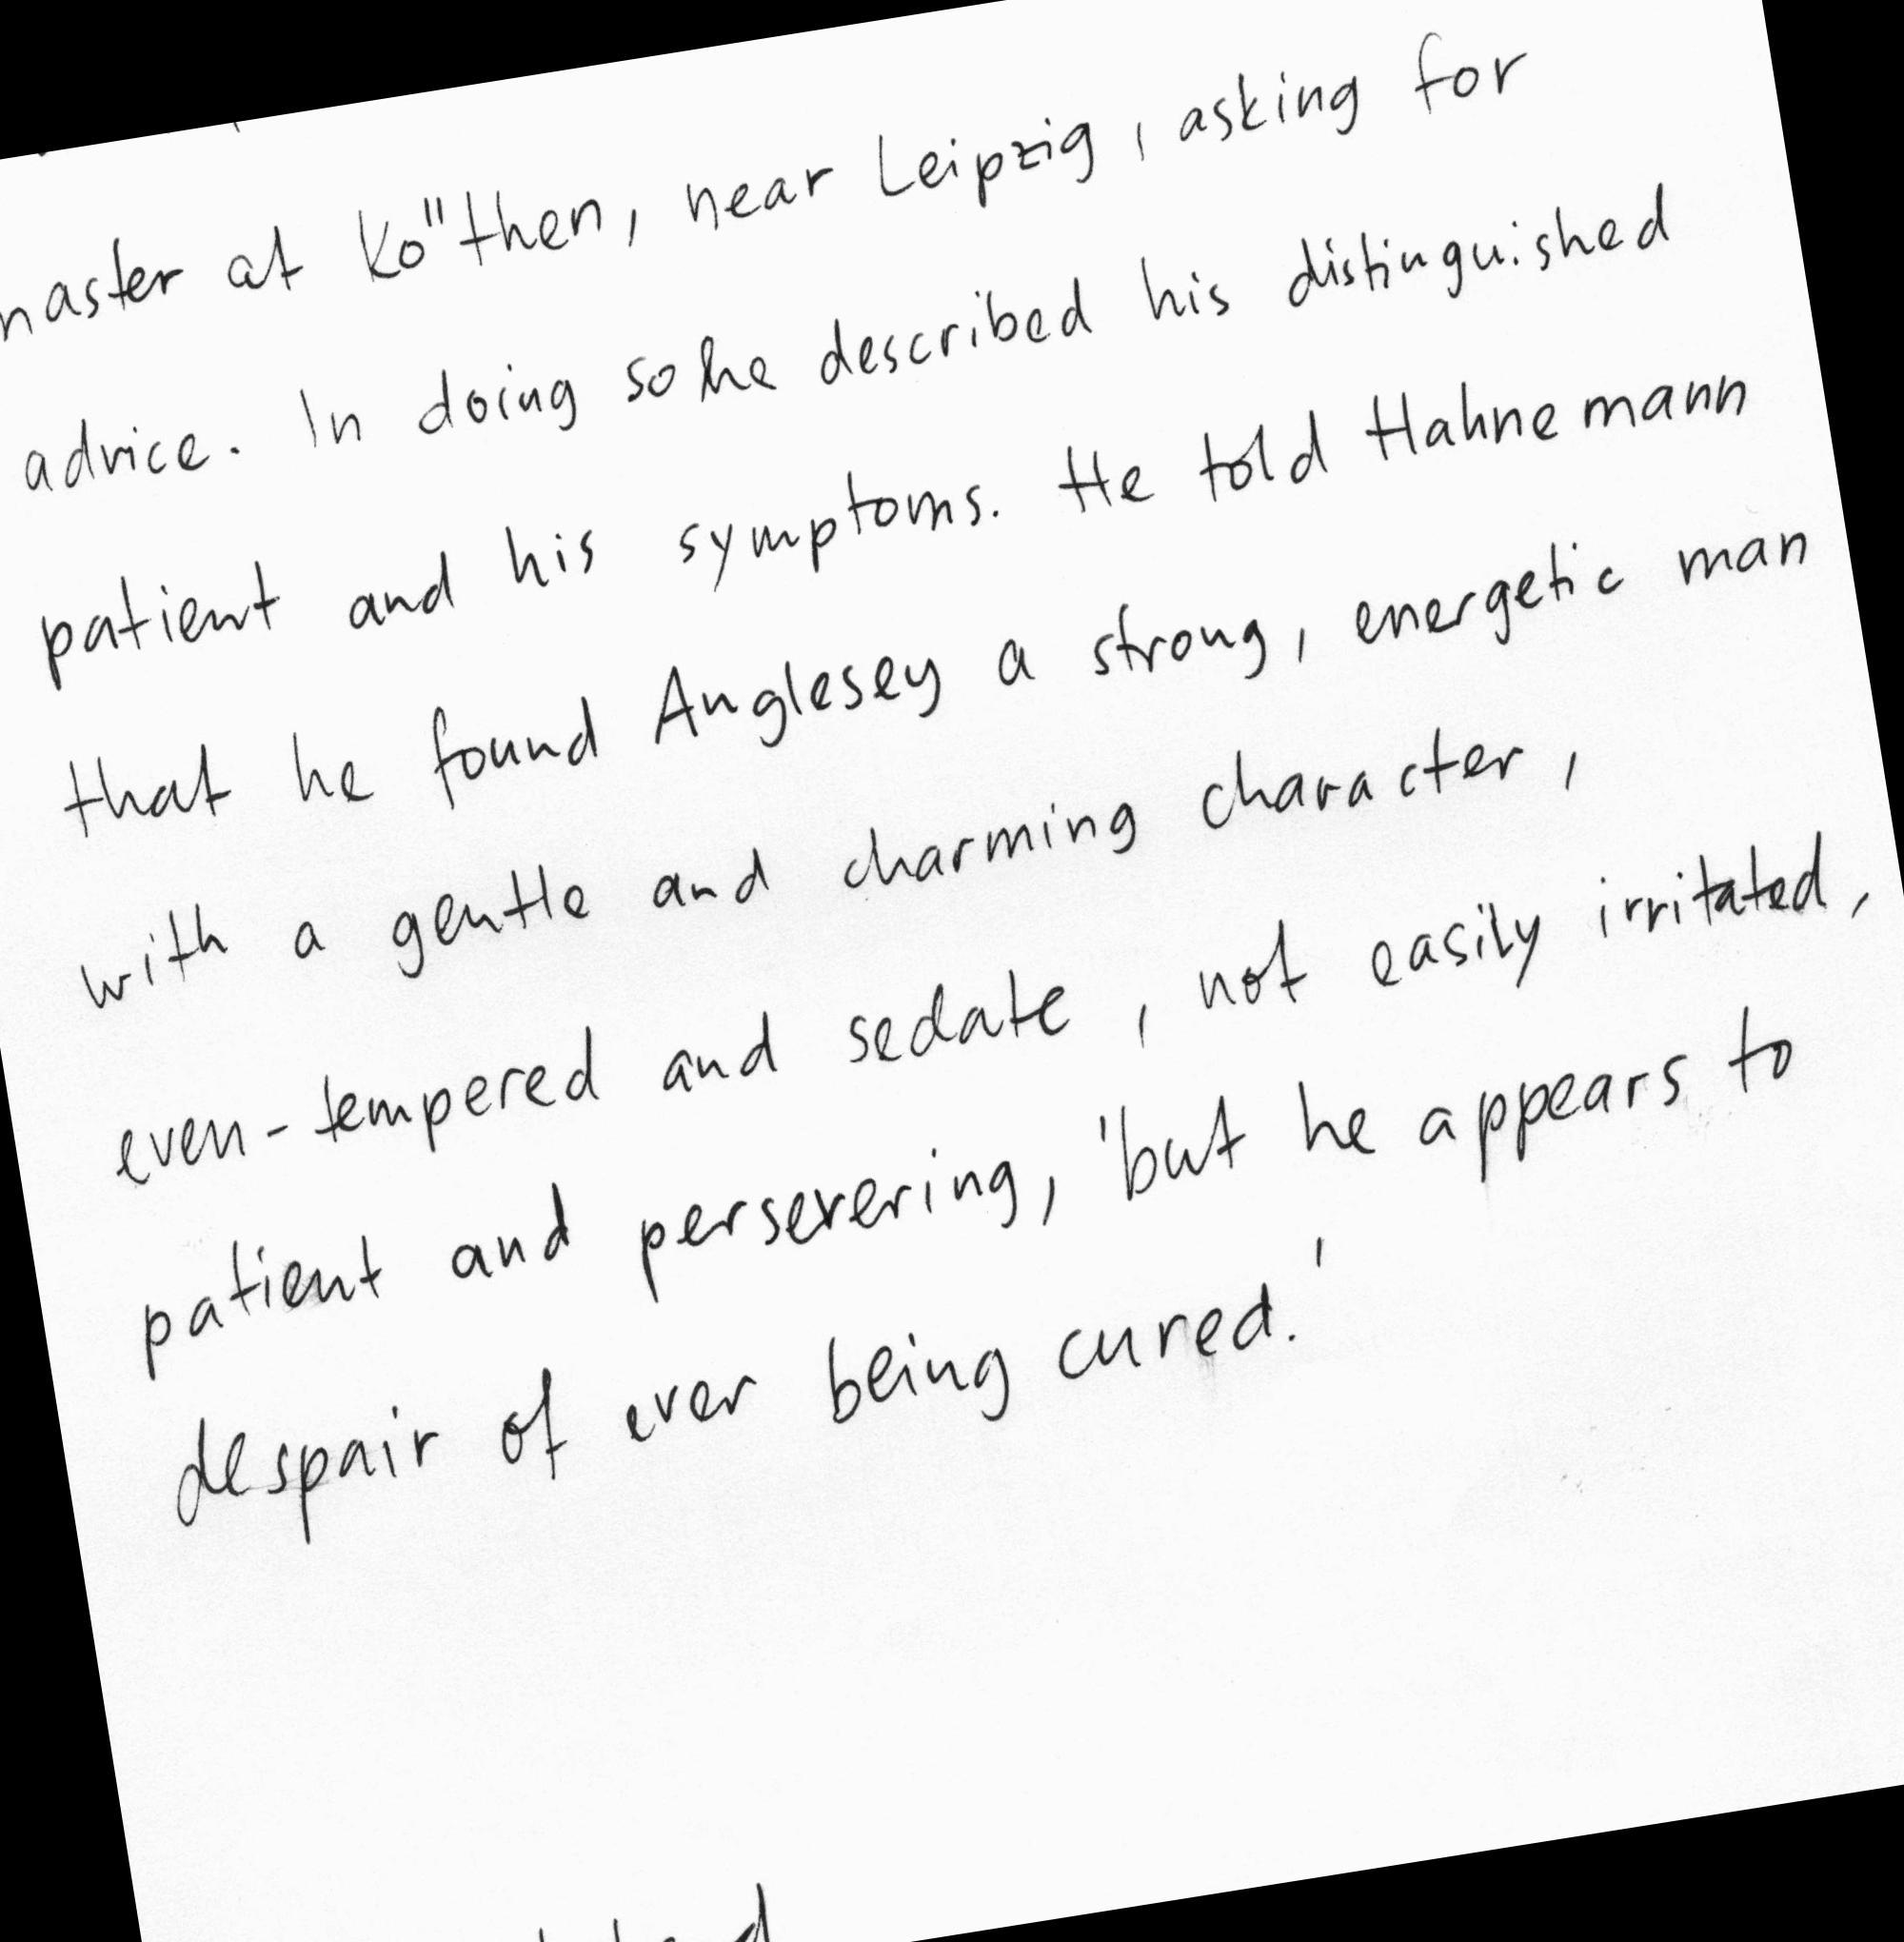 master at Ko"then, near Leipzig, asking for
advice. In doing so he described his distinguished
patient and his symptoms. He told Hahnemann
that he found Anglesey a strong, energetic man
with a gentle and charming character,
even-tempered and sedate, not easily irritated,
patient and persevering, 'but he appears to
despair of ever being cured.'